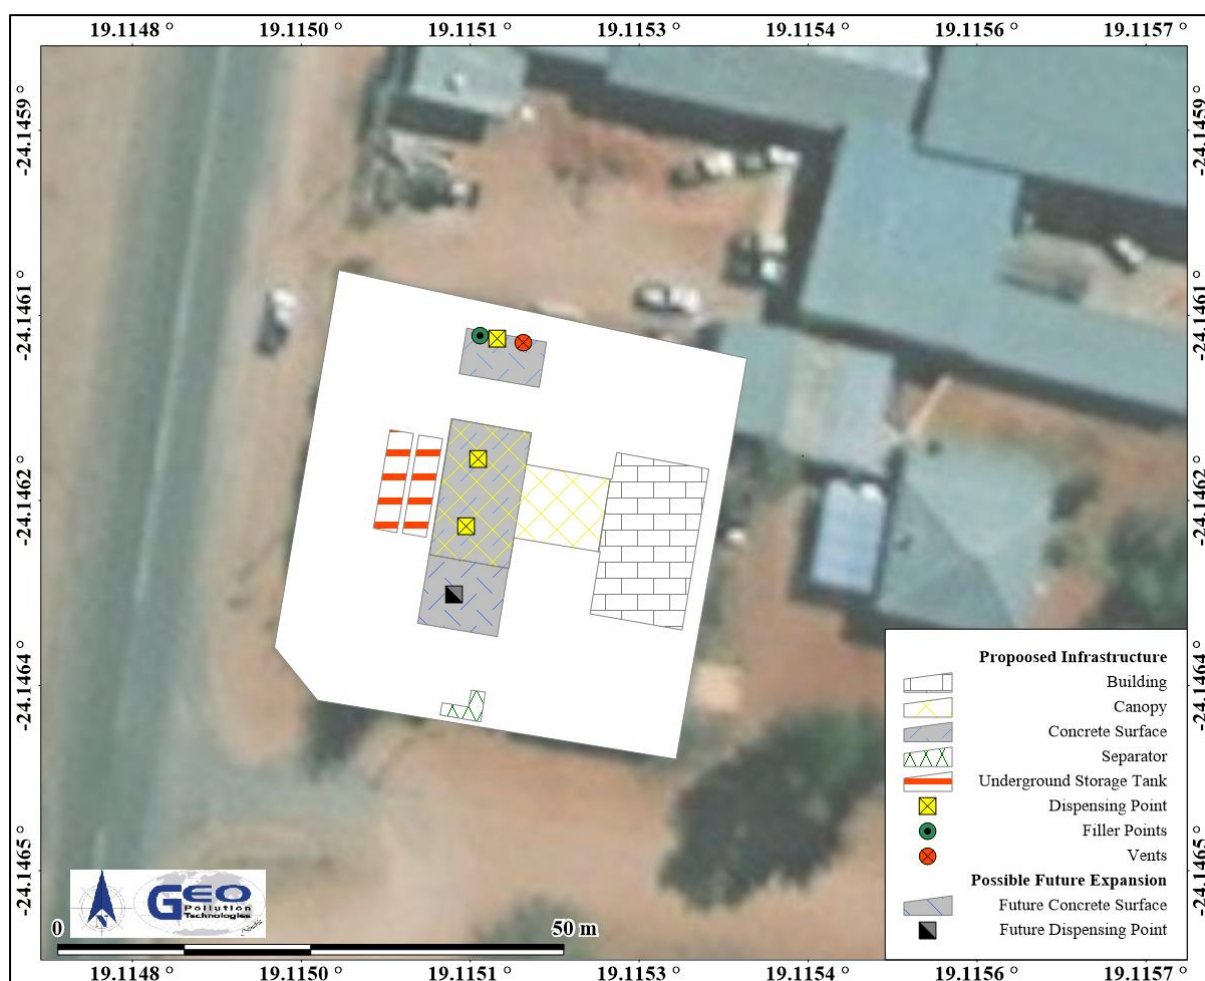 19.1148 ° 19.1150 ° 19.1151 ° 19.1153 ° 19.1154 ° 19.1156 ° 19.1157 °
-24.1459 ° -24.1459 °
-24.1461 ° -24.1461 °
-24.1462 ° -24.1462 °
-24.1464 ° -24.1464 °
-24.1465 ° -24.1465 °
Propoosed Infrastructure
Building
Canopy
Concrete Surface
Separator
Underground Storage Tank
Dispensing Point
Filler Points
Vents
Possible Future Expansion
Future Concrete Surface
Future Dispensing Point
N
GEO
Pollution
Technologies
0 50 m
19.1148 ° 19.1150 ° 19.1151 ° 19.1153 ° 19.1154 ° 19.1156 ° 19.1157 °